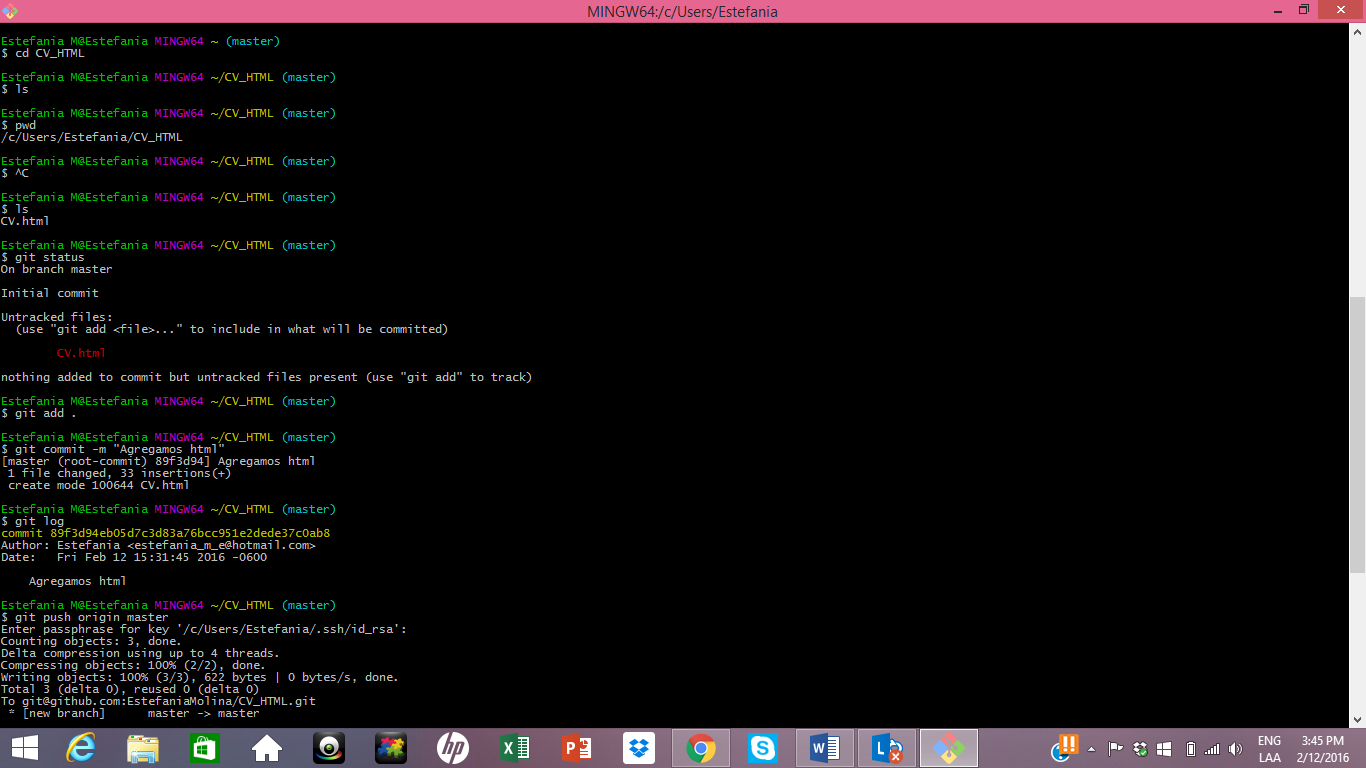 MINGW64:/c/Users/Estefania
Estefania M@Estefania MINGW64 ~ (master)
$ cd CV_HTML
Estefania M@Estefania MINGW64 ~/CV_HTML (master)
$ ls
Estefania M@Estefania MINGW64 ~/CV_HTML (master)
$ pwd
/c/Users/Estefania/CV_HTML
Estefania M@Estefania MINGW64 ~/CV_HTML (master)
$ ^C
Estefania M@Estefania MINGW64 ~/CV_HTML (master)
$ ls
CV.html
Estefania M@Estefania MINGW64 ~/CV_HTML (master)
$ git status
On branch master
Initial commit
Untracked files:
(use "git add <file>..." to include in what will be committed)
CV.html
nothing added to commit but untracked files present (use "git add" to track)
Estefania M@Estefania MINGW64 ~/CV_HTML (master)
$ git add .
Estefania M@Estefania MINGW64 ~/CV_HTML (master)
$ git commit -m "Agregamos html"
[master (root-commit) 89f3d94] Agregamos html
1 file changed, 33 insertions(+)
create mode 100644 CV.html
Estefania M@Estefania MINGW64 ~/CV_HTML (master)
$ git log
commit 89f3d94eb05d7c3d83a76bcc951e2dede37c0ab8
Author: Estefania <estefania_m_e@hotmail.com>
Date: Fri Feb 12 15:31:45 2016 -0600
Agregamos html
Estefania M@Estefania MINGW64 ~/CV_HTML (master)
$ git push origin master
Enter passphrase for key '/c/Users/Estefania/.ssh/id_rsa':
Counting objects: 3, done.
Delta compression using up to 4 threads.
Compressing objects: 100% (2/2), done.
Writing objects: 100% (3/3), 622 bytes | 0 bytes/s, done.
Total 3 (delta 0), reused 0 (delta 0)
To git@github.com:EstefaniaMolina/CV_HTML.git
* [new branch] master -> master
ENG 3:45 PM
LAA 2/12/2016